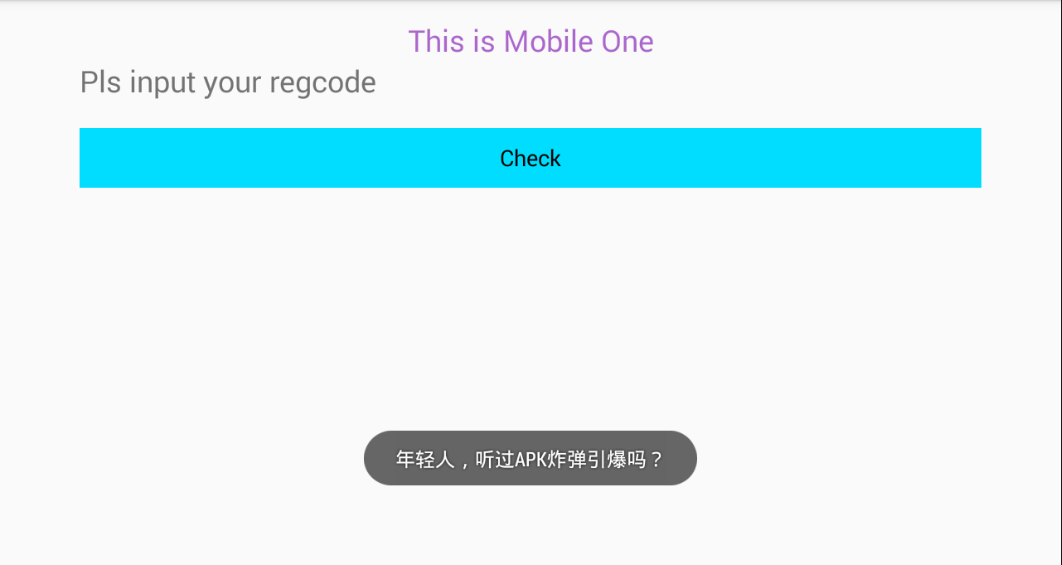 This is Mobile One
Pls input your regcode
Check
年轻人，听过APK炸弹引爆吗？